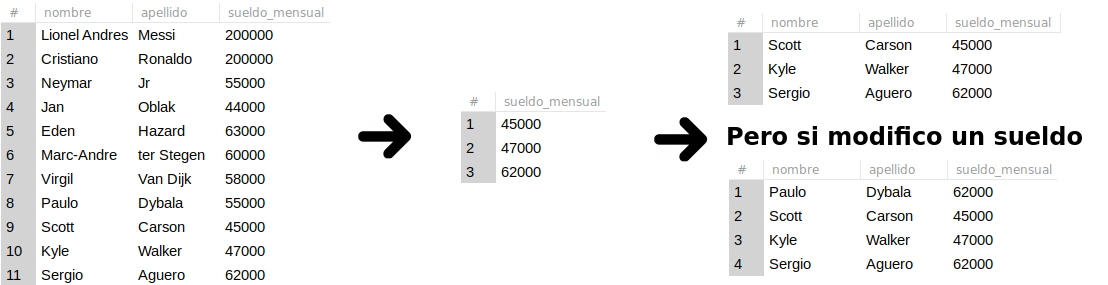 # nombre apellido sueldo_mensual
1 Lionel Andres Messi 200000
2 Cristiano Ronaldo 200000
3 Neymar Jr 55000
4 Jan Oblak 44000
5 Eden Hazard 63000
6 Marc-Andre ter Stegen 60000
7 Virgil Van Dijk 58000
8 Paulo Dybala 55000
9 Scott Carson 45000
10 Kyle Walker 47000
11 Sergio Aguero 62000
# sueldo_mensual
1 45000
2 47000
3 62000
# nombre apellido sueldo_mensual
1 Scott Carson 45000
2 Kyle Walker 47000
3 Sergio Aguero 62000
Pero si modifico un sueldo
# nombre apellido sueldo_mensual
1 Paulo Dybala 62000
2 Scott Carson 45000
3 Kyle Walker 47000
4 Sergio Aguero 62000